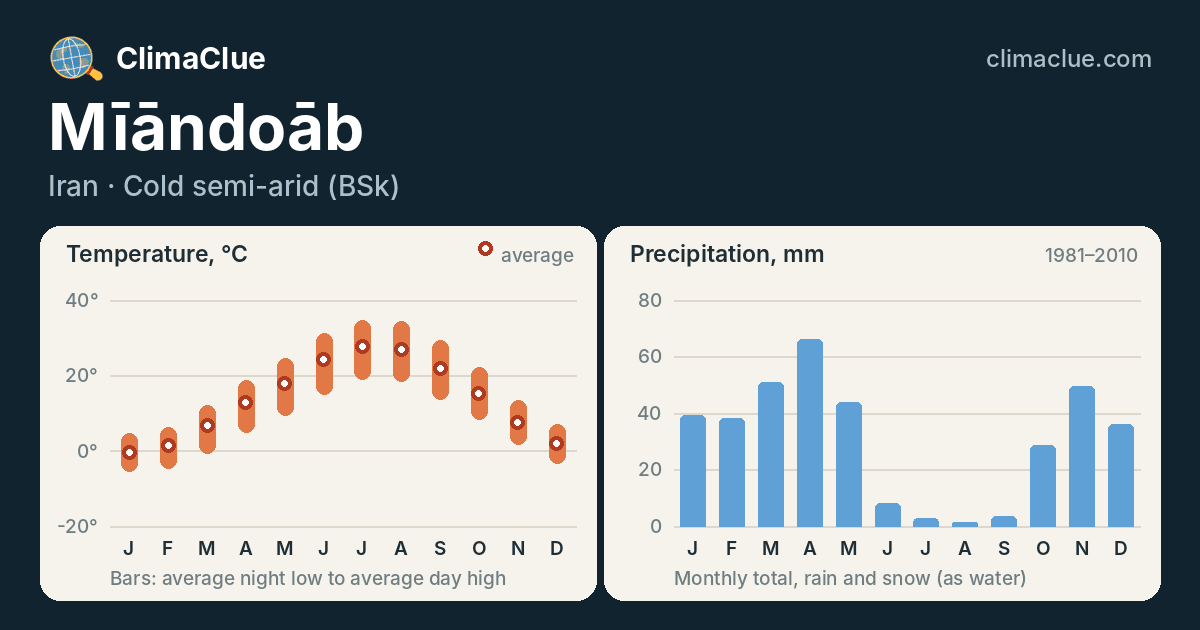 ClimaClue
climaclue.com
Mīāndoāb
Iran · Cold semi-arid (BSk)
Temperature, °C
average
40°
20°
0°
-20°
J F M A M J J A S O N D
Bars: average night low to average day high
Precipitation, mm
1981–2010
80
60
40
20
0
J F M A M J J A S O N D
Monthly total, rain and snow (as water)